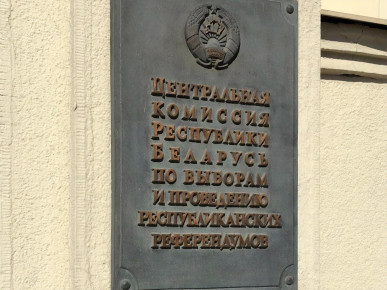 Центральная
комиссия
Республики
Беларусь
по выборам
и проведению
республиканских
референдумов